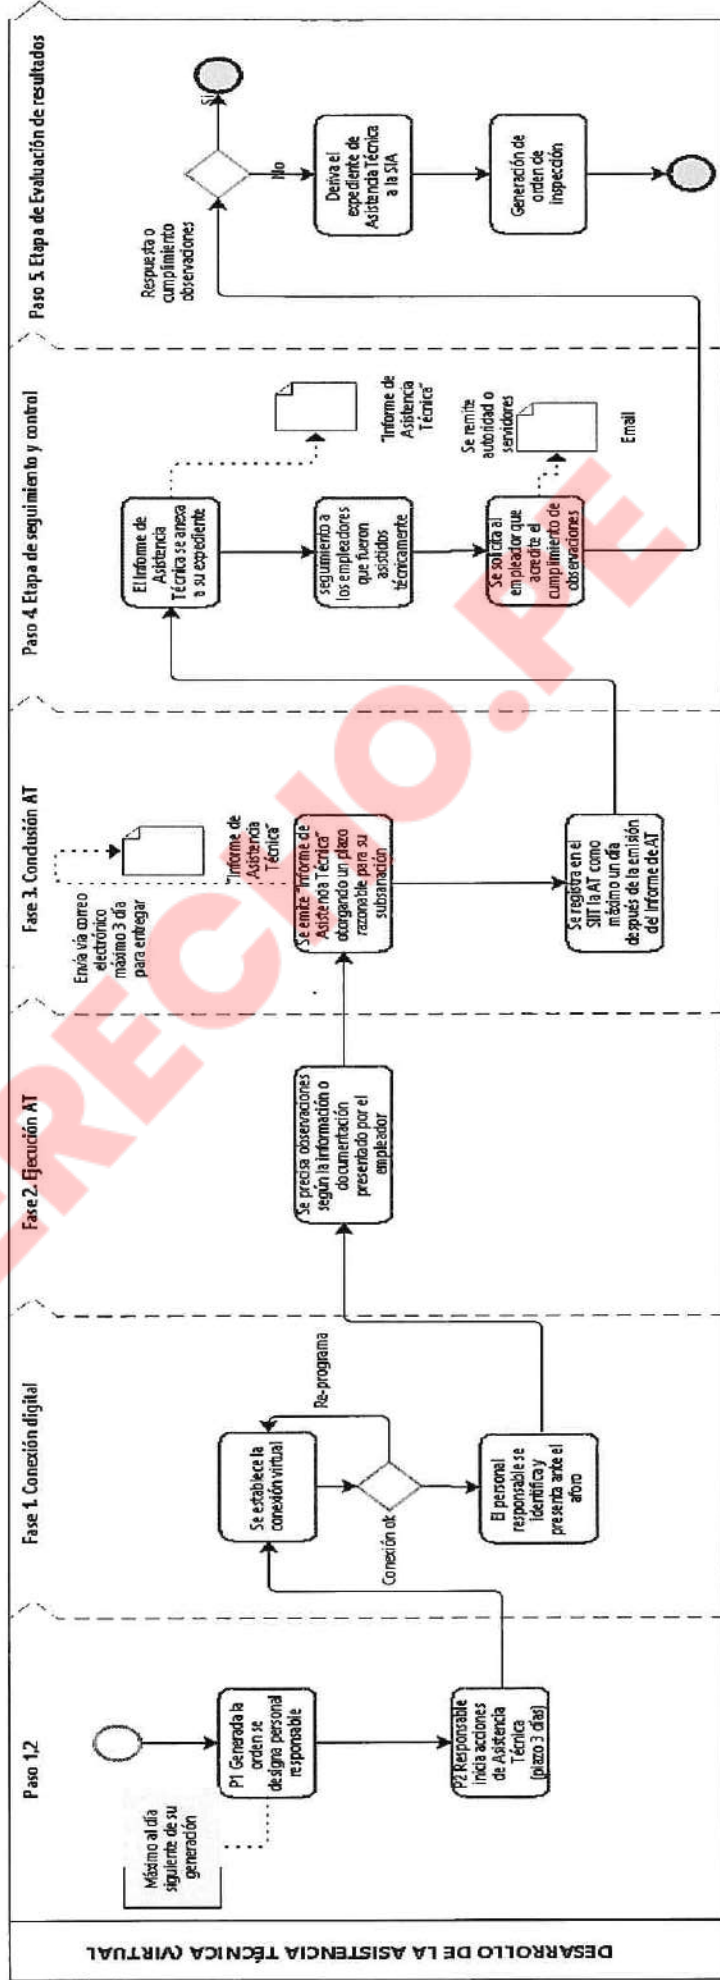 DESARROLLO DE LA ASISTENCIA TÉCNICA (VIRTUAL
Paso 1,2
Máximo al día
siguiente de su
generación
P1 Generada la
orden se
designa personal
responsable
P2 Responsable
inicia acciones
de Asistencia
Técnica
(plazo 3 días)
Fase 1. Conexión digital
Se establece la
conexión virtual
Re-programa
Conexión ok
El personal
responsable se
identifica y
presenta ante el
aforo
Fase 2. Ejecución AT
Se precisa observaciones
según la información o
documentación
presentado por el
empleador
Fase 3. Conclusión AT
Envía vía correo
electrónico
máximo 3 día
para entregar
"Informe de
Asistencia
Técnica"
Se emite "Informe de
Asistencia Técnica"
otorgando un plazo
razonable para su
subsanación
Se registra en el
SIIT la AT como
máximo un día
después de la emisión
del Informe de AT
Paso 4. Etapa de seguimiento y control
El Informe de
Asistencia
Técnica se anexa
a su expediente
"Informe de
Asistencia
Técnica"
seguimiento a
los empleadores
que fueron
asistidos
técnicamente
Se remite
autoridad o
servidores
Email
Se solicita al
empleador que
acredite el
cumplimiento de
observaciones
Paso 5. Etapa de Evaluación de resultados
Respuesta o
cumplimiento
observaciones
Si
No
Deriva el
expediente de
Asistencia Técnica
a la SIA
Generación de
orden de
inspección
ERECHO.PE